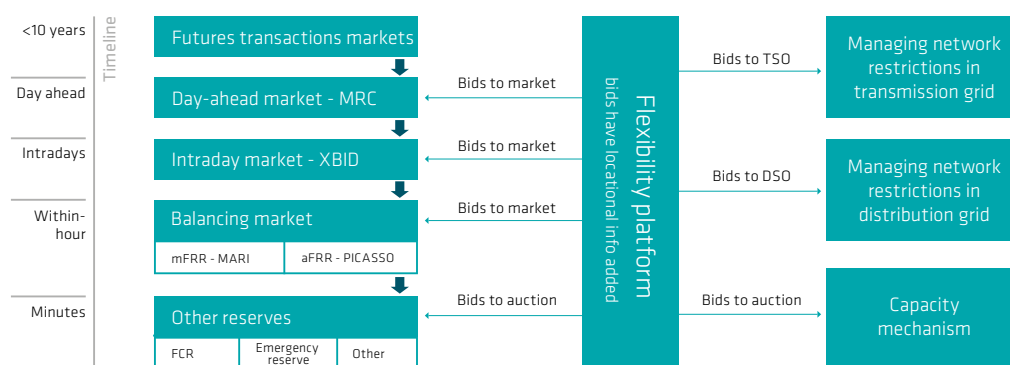 <10 years
Timeline
Futures transactions markets
Day ahead
Day-ahead market - MRC
Bids to market
Intradays
Intraday market - XBID
Bids to market
Within-
hour
Balancing market
mFRR - MARI
aFRR - PICASSO
Bids to market
Minutes
Other reserves
FCR
Emergency
reserve
Other
Bids to auction
Flexibility platform
bids have locational info added
Bids to TSO
Managing network
restrictions in
transmission grid
Bids to DSO
Managing network
restrictions in
distribution grid
Bids to auction
Capacity
mechanism